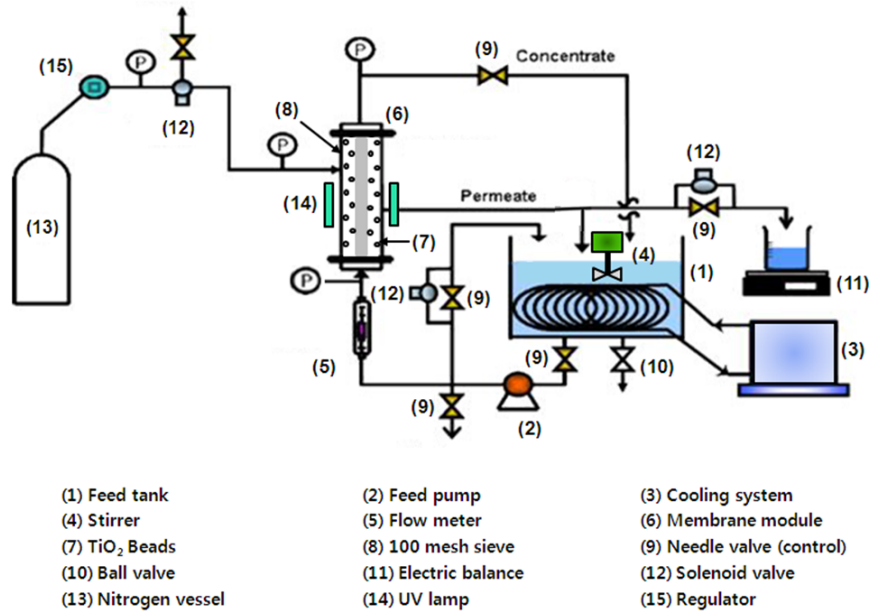 (9)
Concentrate
P
(15)
P
(6)
(8)
(12)
(12)
P
Permeate
(14)
(9)
(13)
(4)
(1)
(7)
(11)
P
(12)
(9)
(5)
(9)
(10)
(3)
(9)
(2)
(1) Feed tank (2) Feed pump (3) Cooling system
(4) Stirrer (5) Flow meter (6) Membrane module
(7) TiO₂ Beads (8) 100 mesh sieve (9) Needle valve (control)
(10) Ball valve (11) Electric balance (12) Solenoid valve
(13) Nitrogen vessel (14) UV lamp (15) Regulator